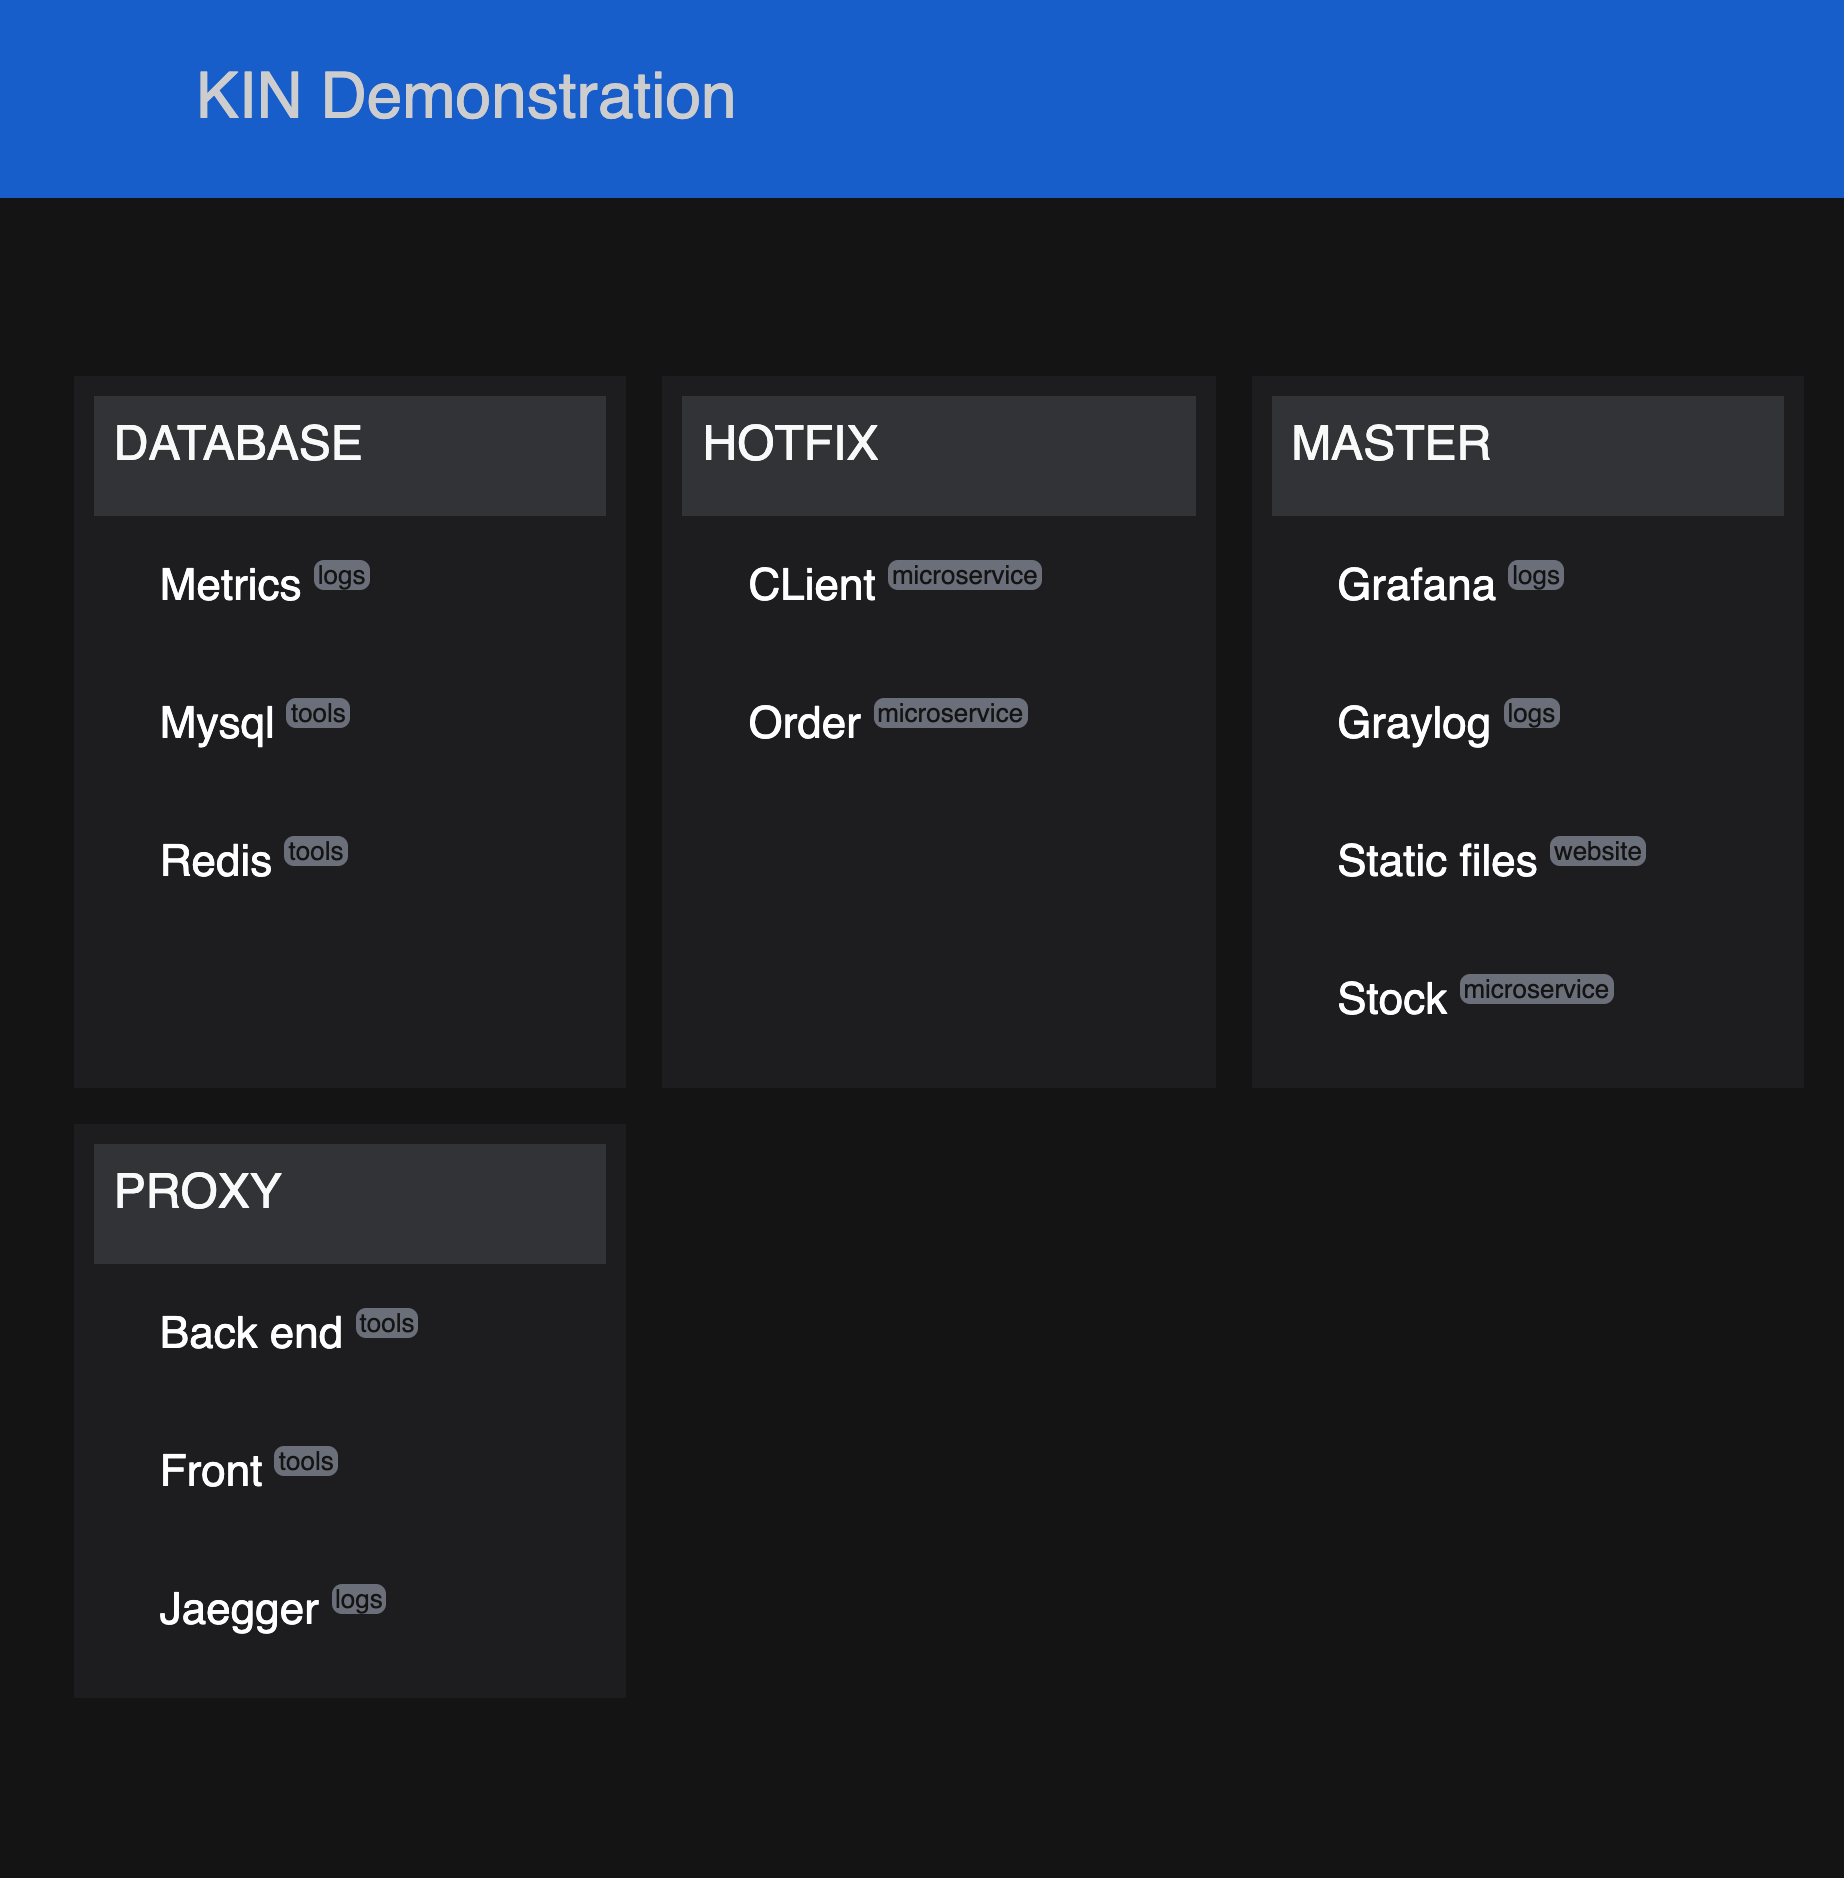 KIN Demonstration
DATABASE
Metrics logs
Mysql tools
Redis tools
HOTFIX
CLient microservice
Order microservice
MASTER
Grafana logs
Graylog logs
Static files website
Stock microservice
PROXY
Back end tools
Front tools
Jaegger logs